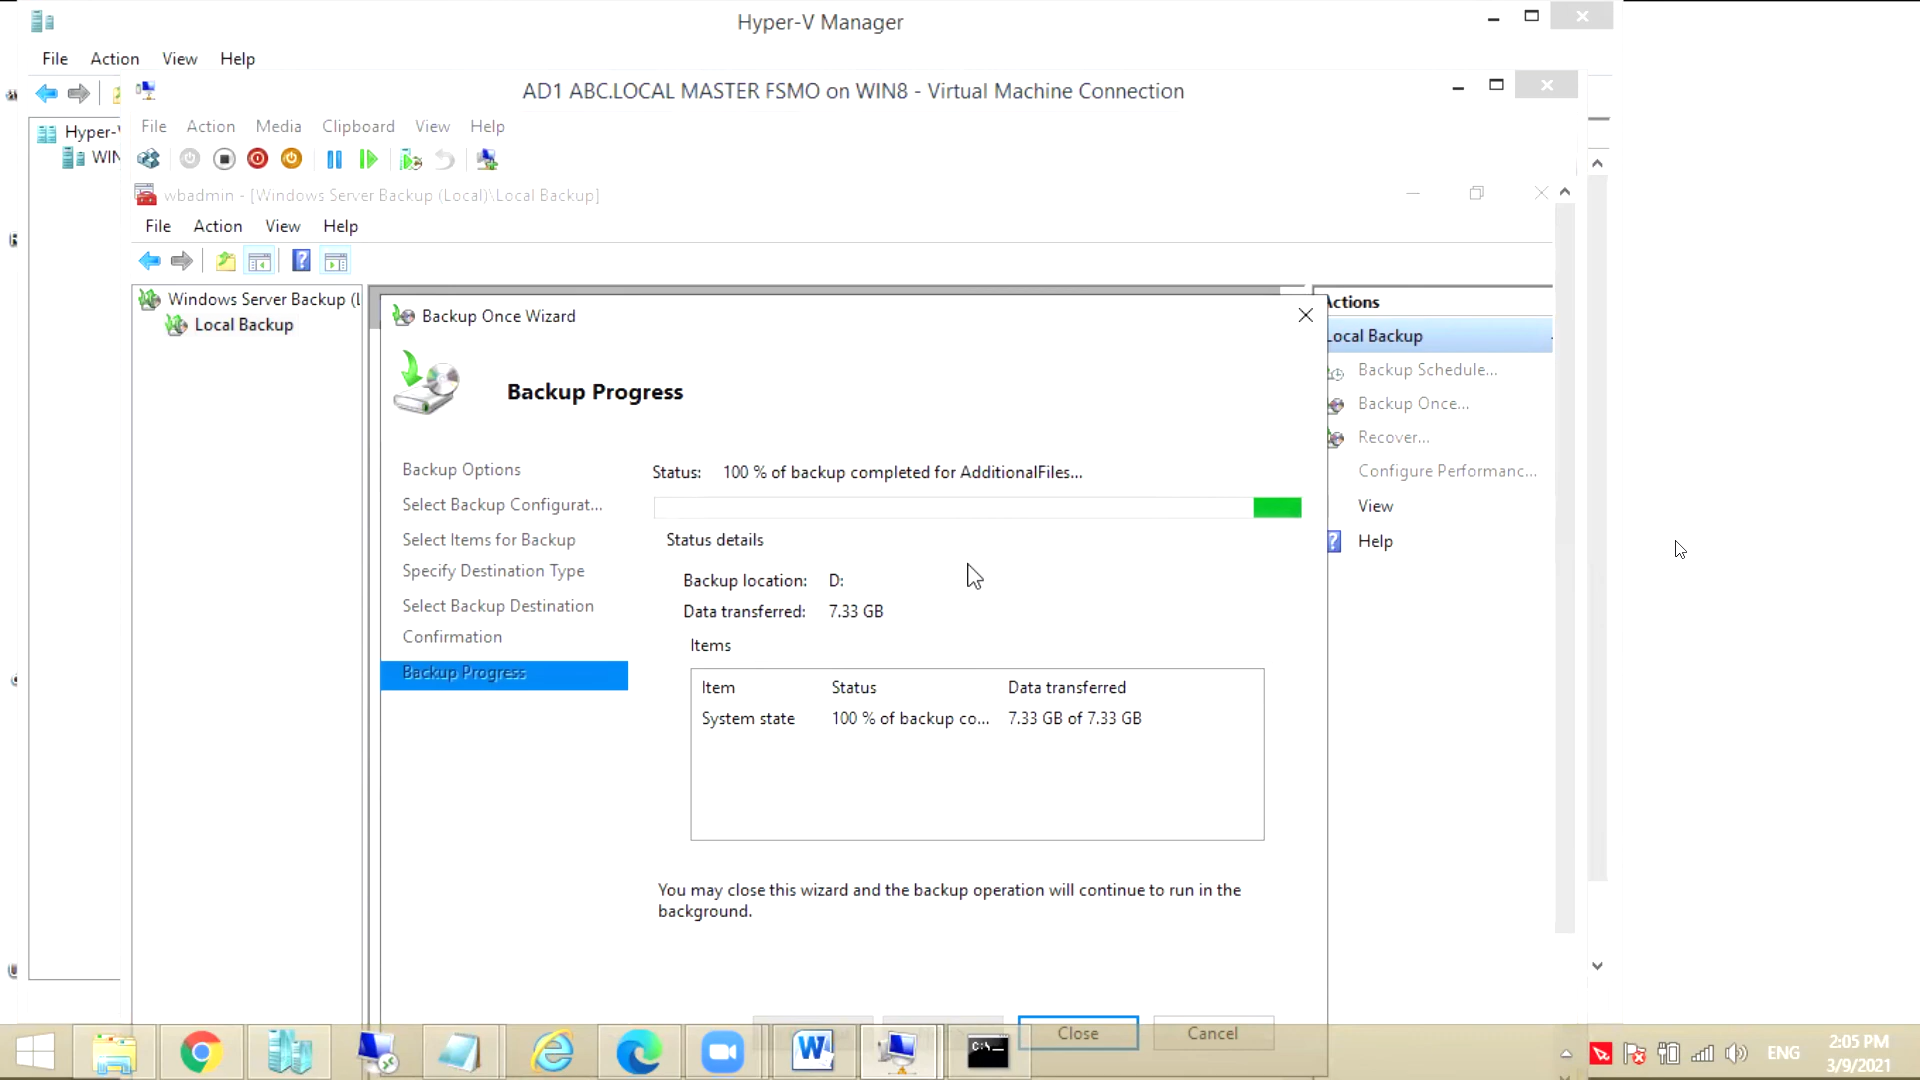 Hyper-V Manager
File Action View Help
AD1 ABC.LOCAL MASTER FSMO on WIN8 - Virtual Machine Connection
Hyper-V
WIN
File Action Media Clipboard View Help
wbadmin - [Windows Server Backup (Local)\Local Backup]
File Action View Help
Windows Server Backup (L
Local Backup
Backup Once Wizard
Backup Progress
Backup Options
Select Backup Configurat...
Select Items for Backup
Specify Destination Type
Select Backup Destination
Confirmation
Backup Progress
Status: 100 % of backup completed for AdditionalFiles...
Status details
Backup location: D:
Data transferred: 7.33 GB
Items
Item Status Data transferred
System state 100 % of backup co... 7.33 GB of 7.33 GB
You may close this wizard and the backup operation will continue to run in the
background.
Close Cancel
Actions
Local Backup
Backup Schedule...
Backup Once...
Recover...
Configure Performanc...
View
Help
ENG
2:05 PM
3/9/2021